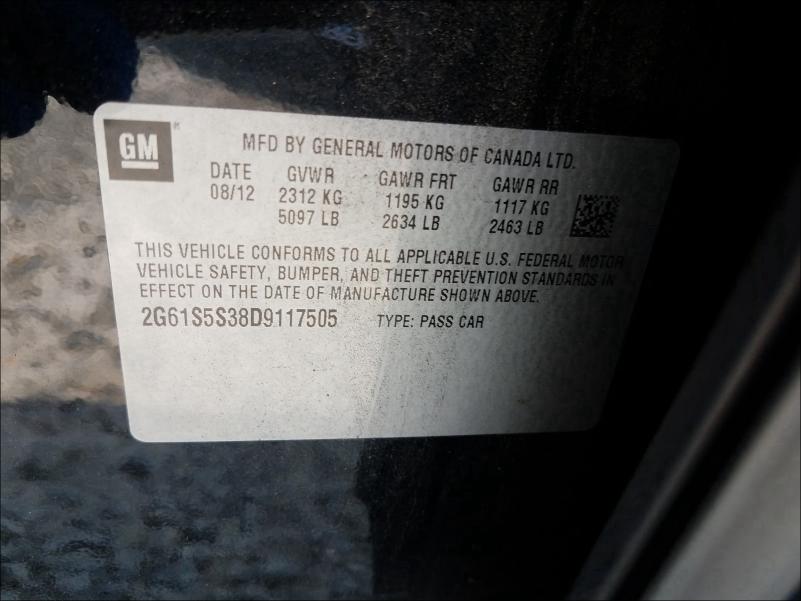 GM
MFD BY GENERAL MOTORS OF CANADA LTD.
DATE GVWR GAWR FRT GAWR RR
08/12 2312 KG 1195 KG 1117 KG
5097 LB 2634 LB 2463 LB
THIS VEHICLE CONFORMS TO ALL APPLICABLE U.S. FEDERAL MOTOR
VEHICLE SAFETY, BUMPER, AND THEFT PREVENTION STANDARDS IN
EFFECT ON THE DATE OF MANUFACTURE SHOWN ABOVE.
2G61S5S38D9117505 TYPE: PASS CAR